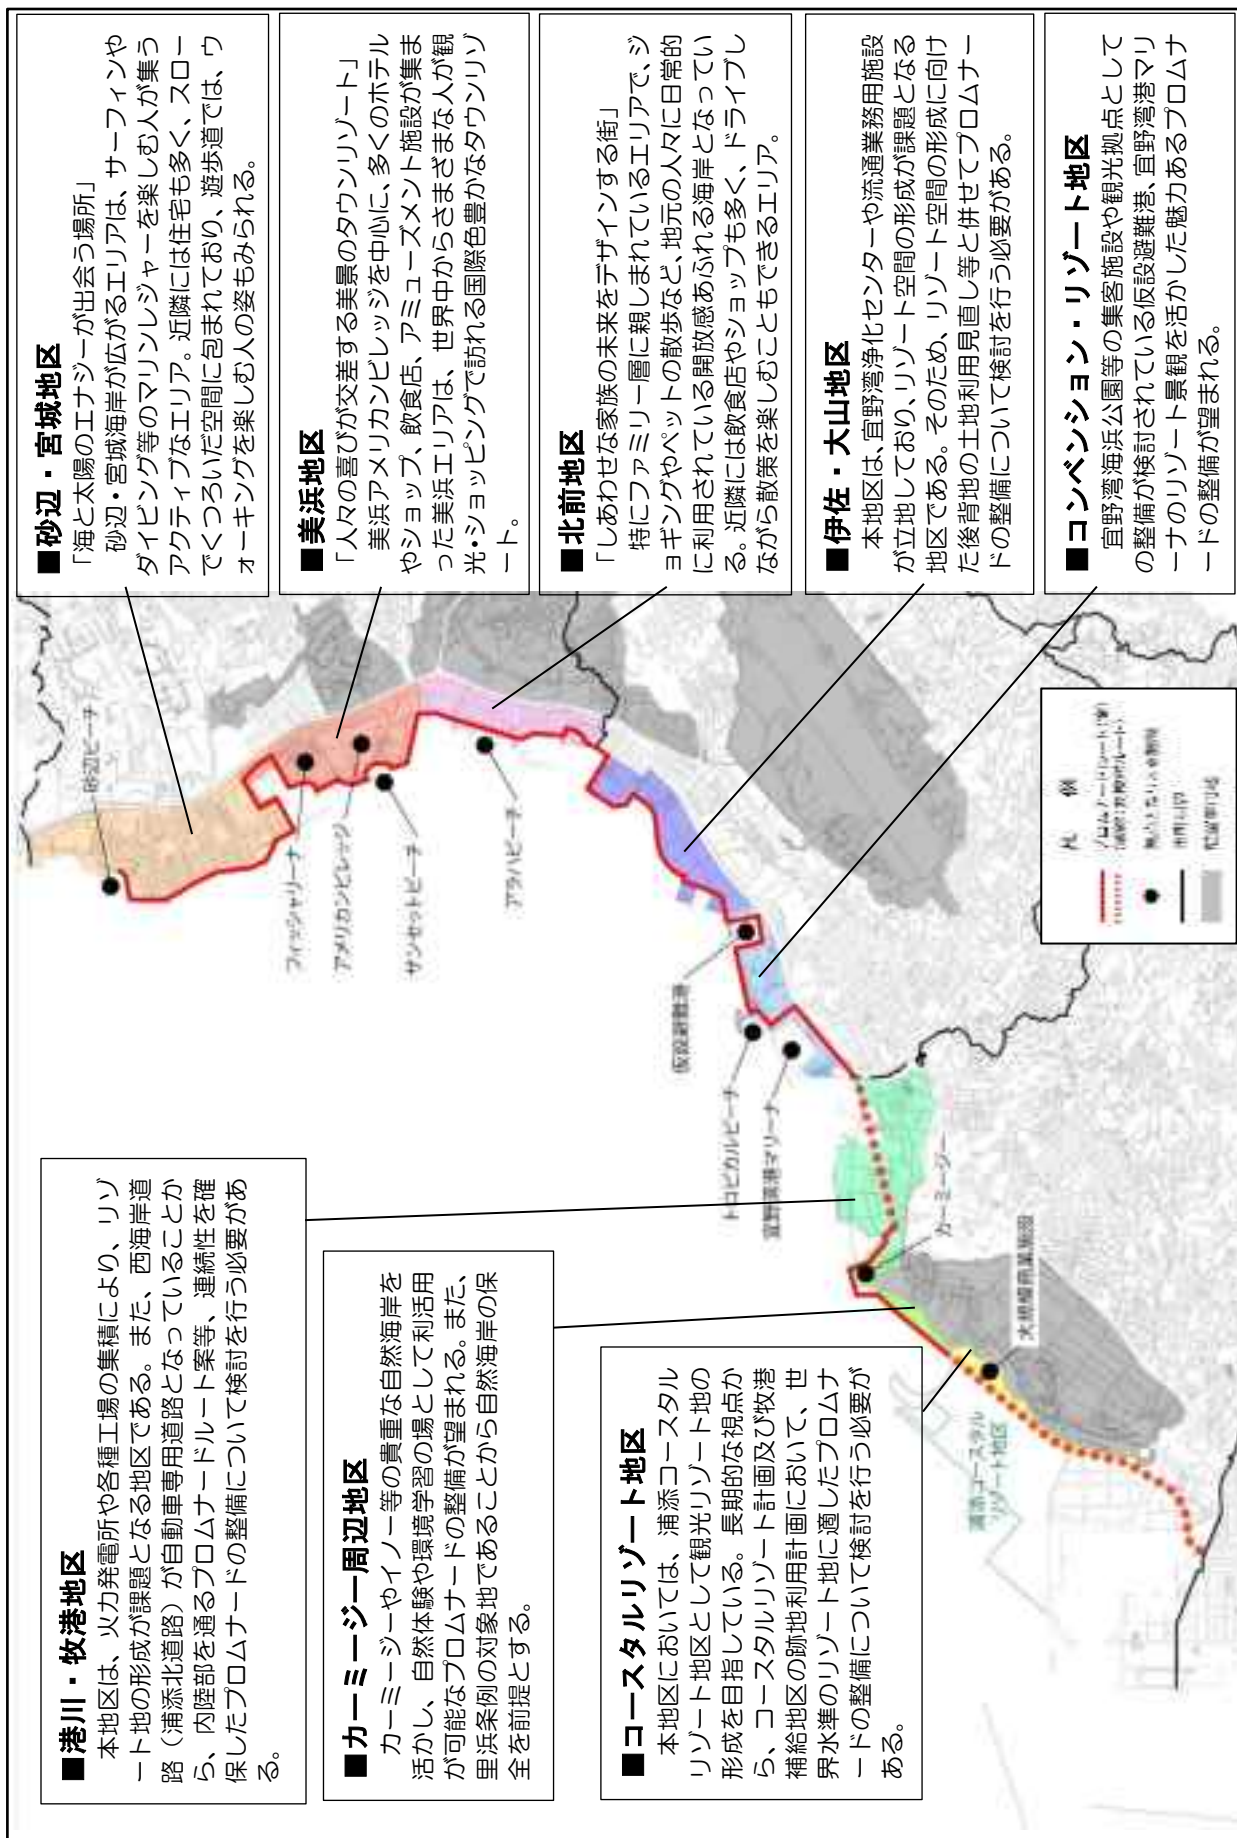 ■砂辺・宮城地区
「海と太陽のエナジーが出会う場所」
砂辺・宮城海岸が広がるエリアは、サーフィンや
ダイビング等のマリンレジャーを楽しむ人が集う
アクティブなエリア。近隣には住宅も多く、スロー
でくつろいだ空間に包まれており、遊歩道では、ウ
ォーキングを楽しむ人の姿もみられる。
■美浜地区
「人々の喜びが交差する美景のタウンリゾート」
美浜アメリカンビレッジを中心に、多くのホテル
やショップ、飲食店、アミューズメント施設が集ま
った美浜エリアは、世界中からさまざまな人が観
光・ショッピングで訪れる国際色豊かなタウンリゾ
ート。
■北前地区
「しあわせな家族の未来をデザインする街」
特にファミリー層に親しまれているエリアで、ジ
ョギングやペットの散歩など、地元の人々に日常的
に利用されている開放感あふれる海岸となってい
る。近隣には飲食店やショップも多く、ドライブし
ながら散策を楽しむこともできるエリア。
■伊佐・大山地区
本地区は、宜野湾浄化センターや流通業務用施設
が立地しており、リゾート空間の形成が課題となる
地区である。そのため、リゾート空間の形成に向け
た後背地の土地利用見直し等と併せてプロムナー
ドの整備について検討を行う必要がある。
■コンベンション・リゾート地区
宜野湾海浜公園等の集客施設や観光拠点として
の整備が検討されている仮設避難港、宜野湾港マリ
ーナのリゾート景観を活かした魅力あるプロムナ
ードの整備が望まれる。
砂辺ビーチ
フィッシャリーナ
アメリカンビレッジ
サンセットビーチ
アラハビーチ
仮設避難港
トロピカルビーチ
宜野湾港マリーナ
カーミージー
大規模商業施設
浦添コースタル
リゾート地区
凡 例
■港川・牧港地区
本地区は、火力発電所や各種工場の集積により、リゾ
ート地の形成が課題となる地区である。また、西海岸道
路（浦添北道路）が自動車専用道路となっていることか
ら、内陸部を通るプロムナードルート案等、連続性を確
保したプロムナードの整備について検討を行う必要があ
る。
■カーミージー周辺地区
カーミージーやイノー等の貴重な自然海岸を
活かし、自然体験や環境学習の場として利活用
が可能なプロムナードの整備が望まれる。また、
里浜条例の対象地であることから自然海岸の保
全を前提とする。
■コースタルリゾート地区
本地区においては、浦添コースタル
リゾート地区として観光リゾート地の
形成を目指している。長期的な視点か
ら、コースタルリゾート計画及び牧港
補給地区の跡地利用計画において、世
界水準のリゾート地に適したプロムナ
ードの整備について検討を行う必要が
ある。